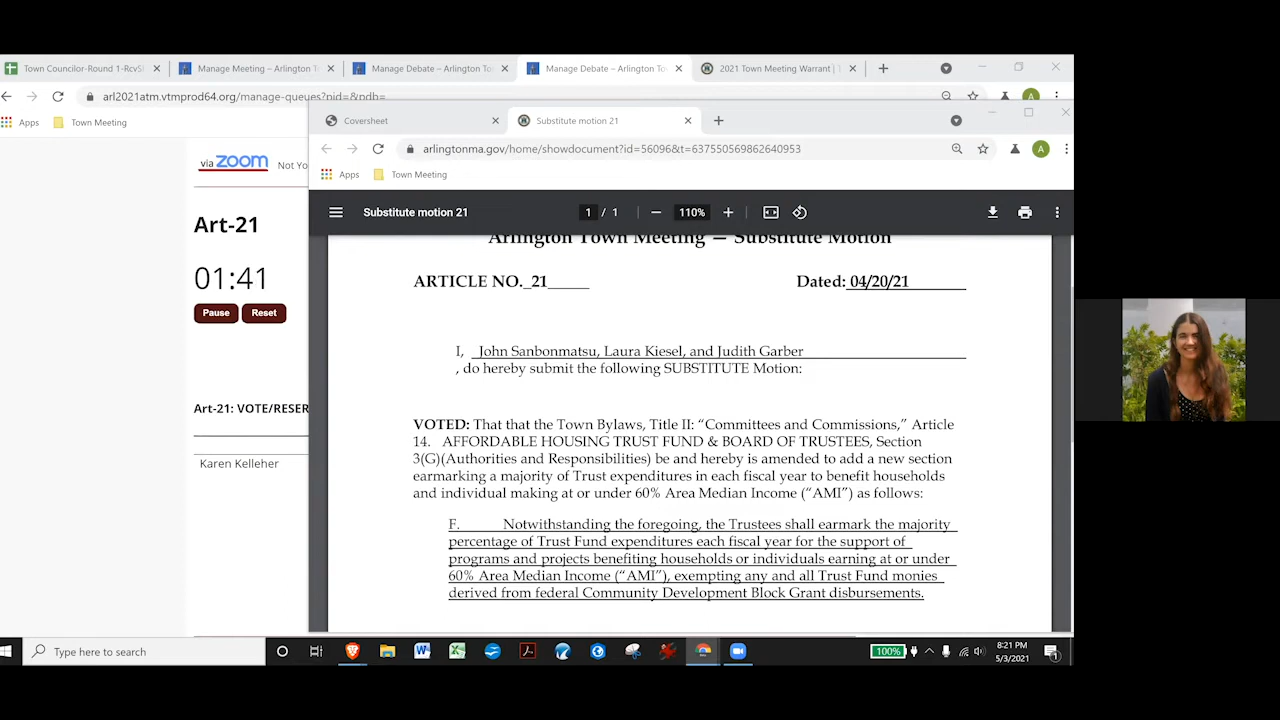 Town Councilor-Round 1-RcvSl
Manage Meeting – Arlington T
Manage Debate – Arlington To
Manage Debate – Arlington To
2021 Town Meeting Warrant | T
arl2021atm.vtmprod64.org/manage-queues?pid=&pdb=
A
Apps
Town Meeting
Coversheet
Substitute motion 21
arlingtonma.gov/home/showdocument?id=56096&t=637550569862640953
A
Apps
Town Meeting
via zoom
Not Yo
Substitute motion 21
1 / 1
110%
Art-21
01:41
Pause
Reset
Art-21: VOTE/RESER
Karen Kelleher
Arlington Town Meeting — Substitute Motion
ARTICLE NO._21_____
Dated: 04/20/21
I, John Sanbonmatsu, Laura Kiesel, and Judith Garber
, do hereby submit the following SUBSTITUTE Motion:
VOTED: That that the Town Bylaws, Title II: “Committees and Commissions,” Article
14. AFFORDABLE HOUSING TRUST FUND & BOARD OF TRUSTEES, Section
3(G)(Authorities and Responsibilities) be and hereby is amended to add a new section
earmarking a majority of Trust expenditures in each fiscal year to benefit households
and individual making at or under 60% Area Median Income (“AMI”) as follows:
F. Notwithstanding the foregoing, the Trustees shall earmark the majority
percentage of Trust Fund expenditures each fiscal year for the support of
programs and projects benefiting households or individuals earning at or under
60% Area Median Income (“AMI”), exempting any and all Trust Fund monies
derived from federal Community Development Block Grant disbursements.
Type here to search
100%
8:21 PM
5/3/2021
1